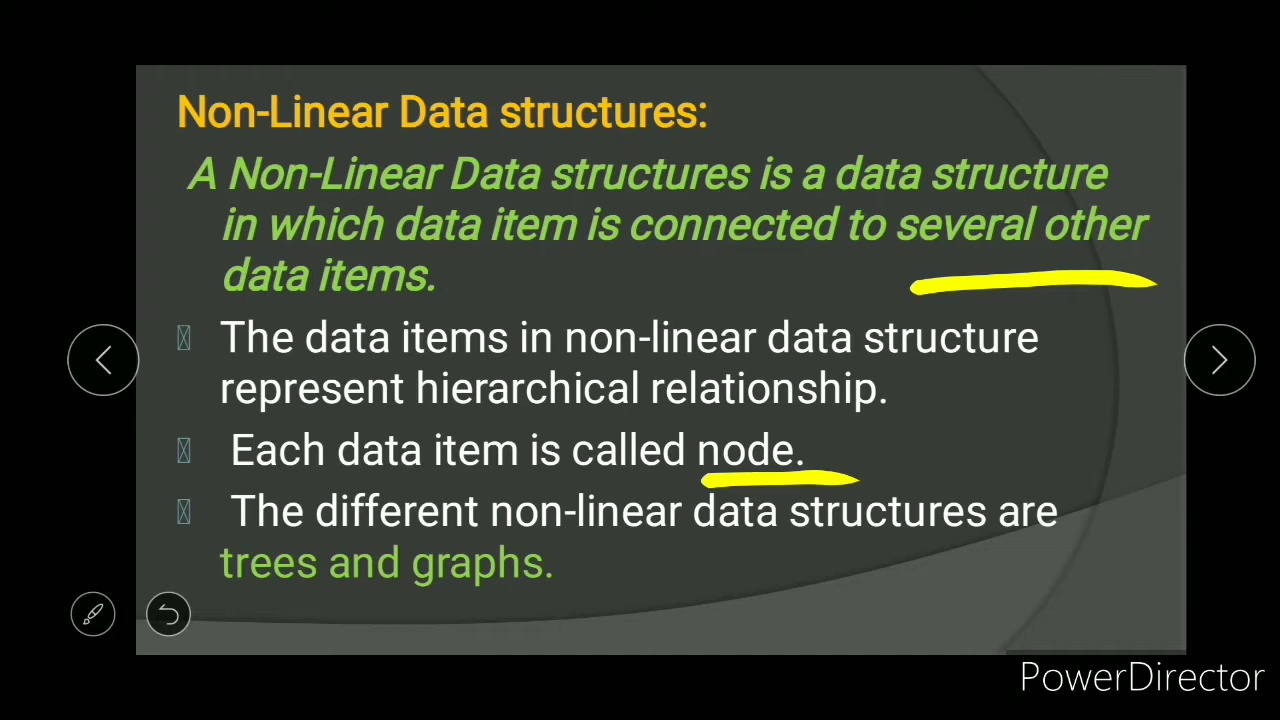 Non-Linear Data structures:
A Non-Linear Data structures is a data structure
in which data item is connected to several other
data items.
The data items in non-linear data structure
represent hierarchical relationship.
Each data item is called node.
The different non-linear data structures are
trees and graphs.
PowerDirector